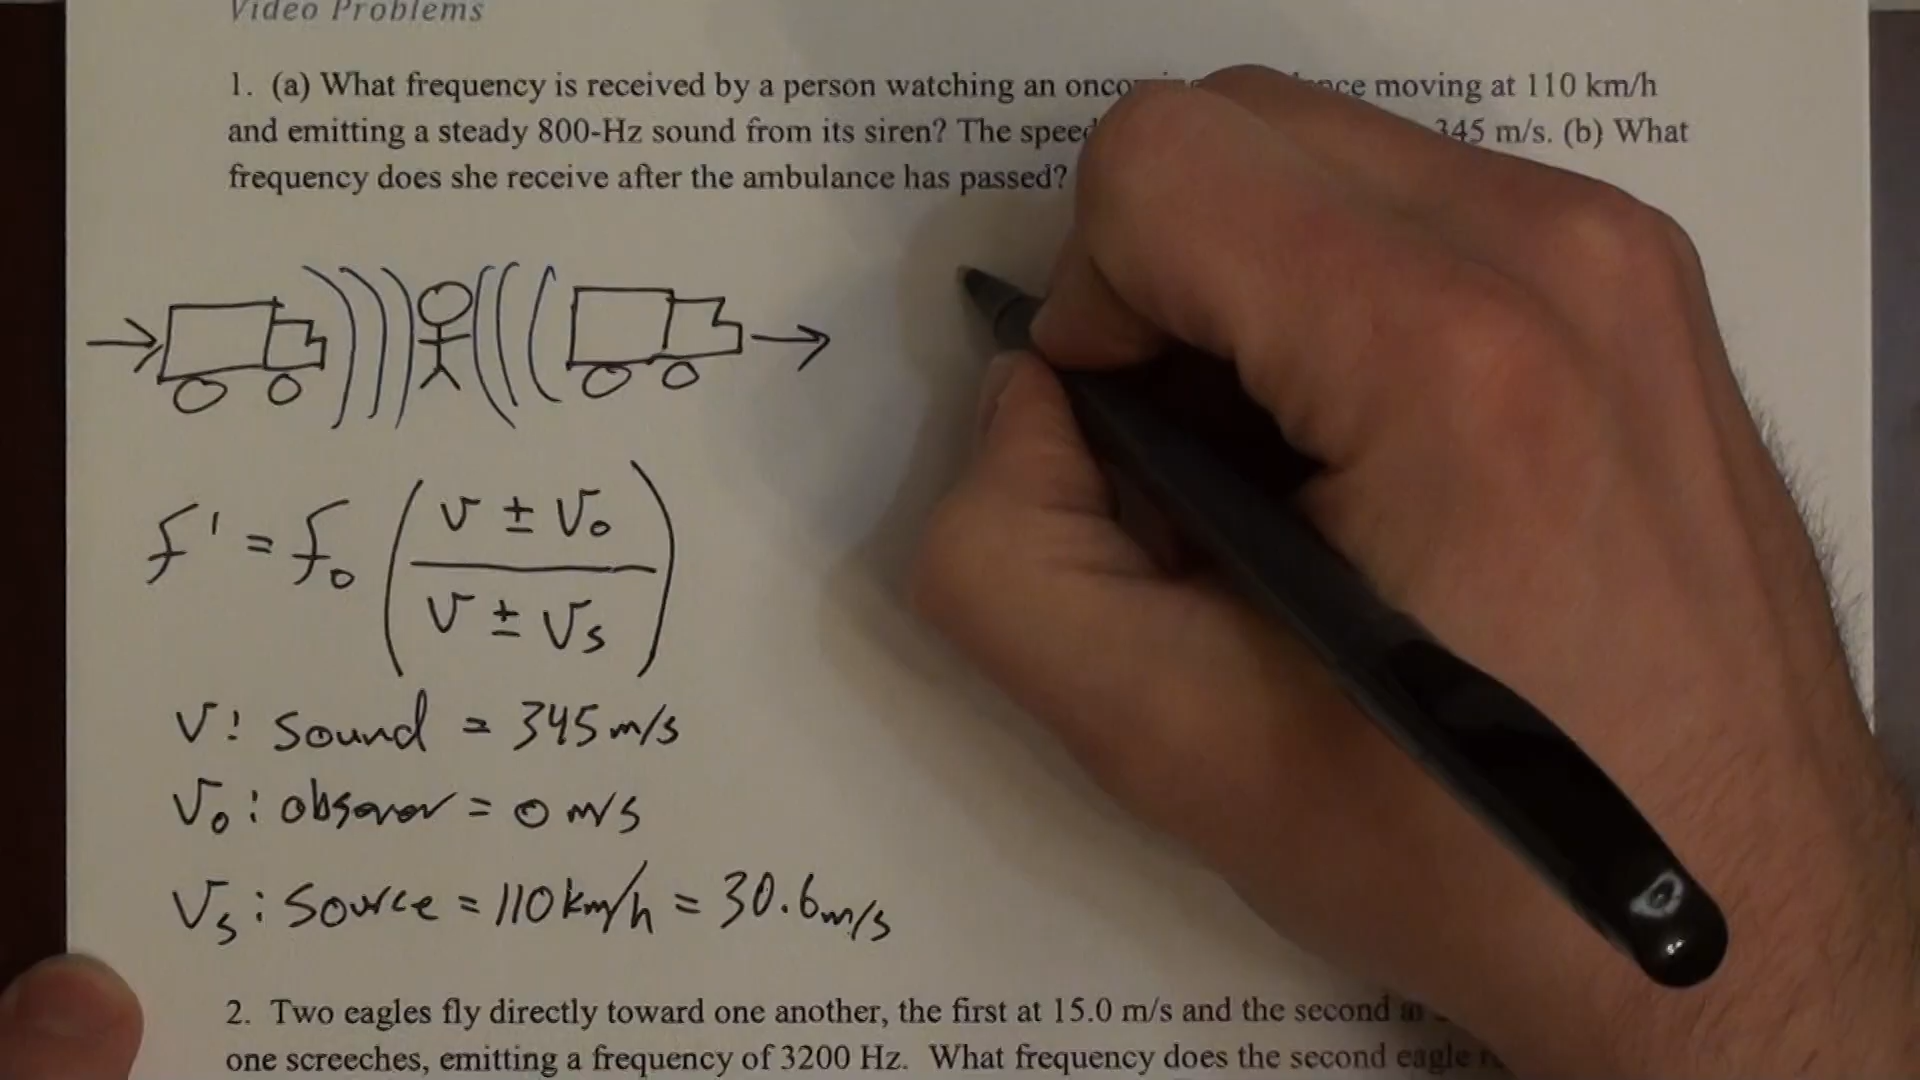 Video Problems
1. (a) What frequency is received by a person watching an moving at 110 km/h
and emitting a steady 800-Hz sound from its siren? The speed 345 m/s. (b) What
frequency does she receive after the ambulance has passed?
f' = f₀ ( v ± v₀ / v ± vₛ )
v: sound = 345 m/s
v₀: observer = 0 m/s
vₛ: source = 110 km/h = 30.6 m/s
2. Two eagles fly directly toward one another, the first at 15.0 m/s and the second
one screeches, emitting a frequency of 3200 Hz. What frequency does the second eagle